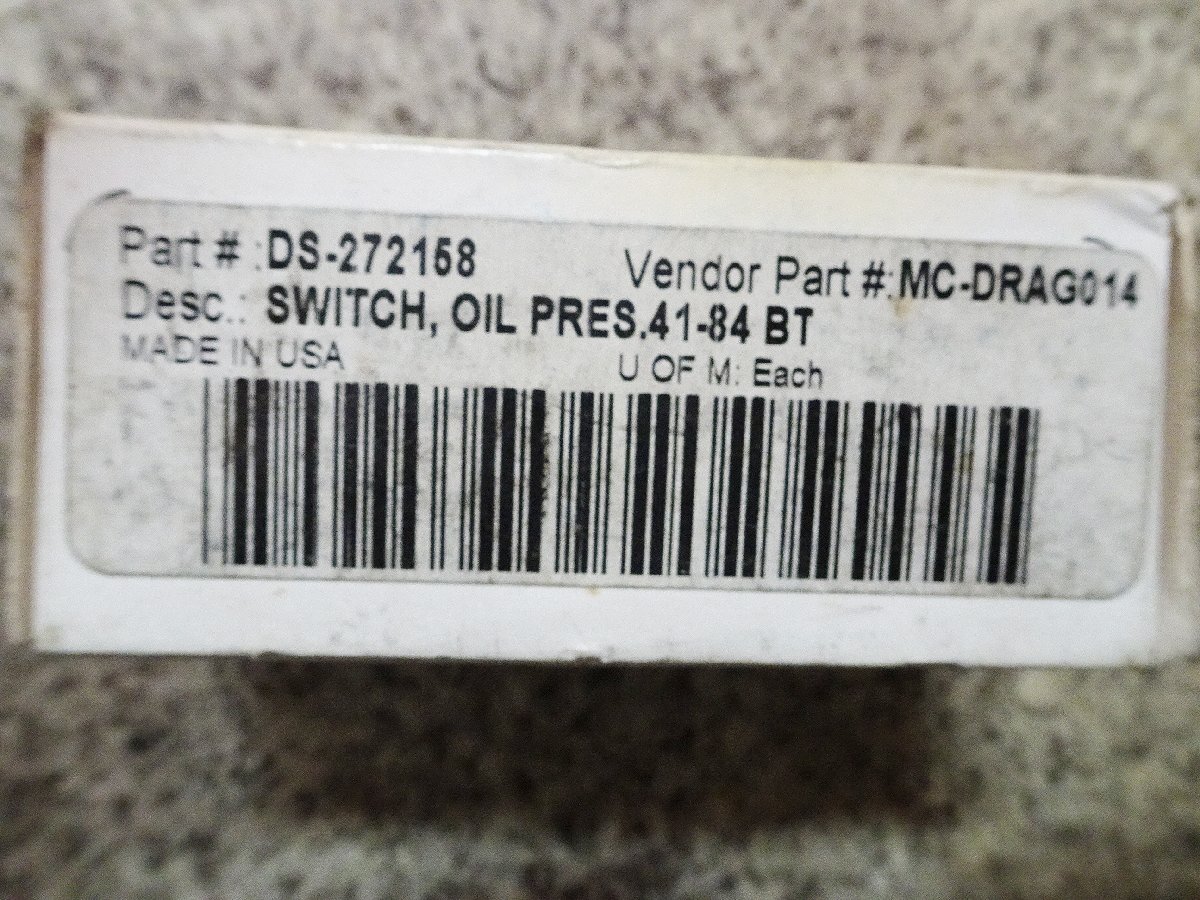 Part # : DS-272158 Vendor Part #: MC-DRAG014
Desc.: SWITCH, OIL PRES.41-84 BT
MADE IN USA U OF M: Each